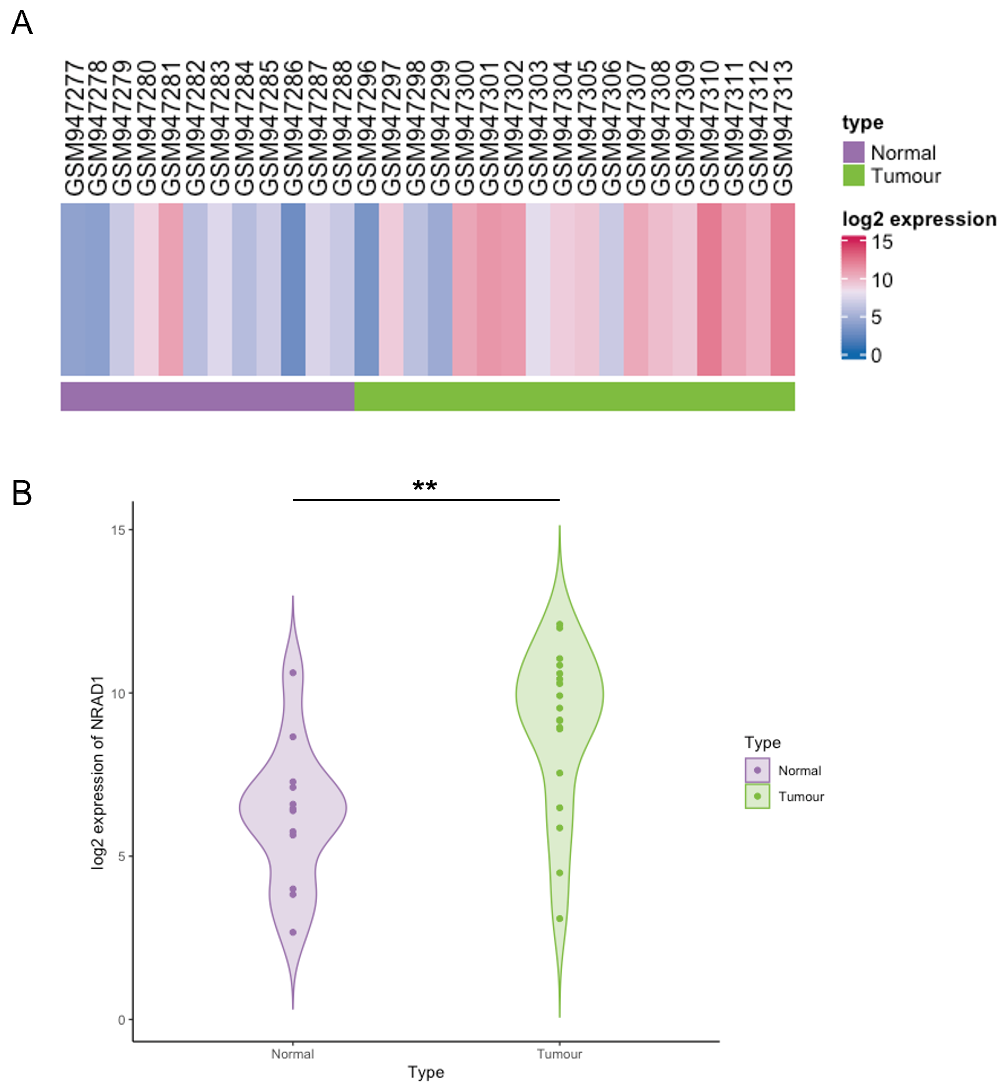 A
GSM947277
GSM947278
GSM947279
GSM947280
GSM947281
GSM947282
GSM947283
GSM947284
GSM947285
GSM947286
GSM947287
GSM947288
GSM947296
GSM947297
GSM947298
GSM947299
GSM947300
GSM947301
GSM947302
GSM947303
GSM947304
GSM947305
GSM947306
GSM947307
GSM947308
GSM947309
GSM947310
GSM947311
GSM947312
GSM947313
type
Normal
Tumour
log2 expression
15
10
5
0
B
**
15
10
5
0
log2 expression of NRAD1
Normal
Tumour
Type
Type
Normal
Tumour